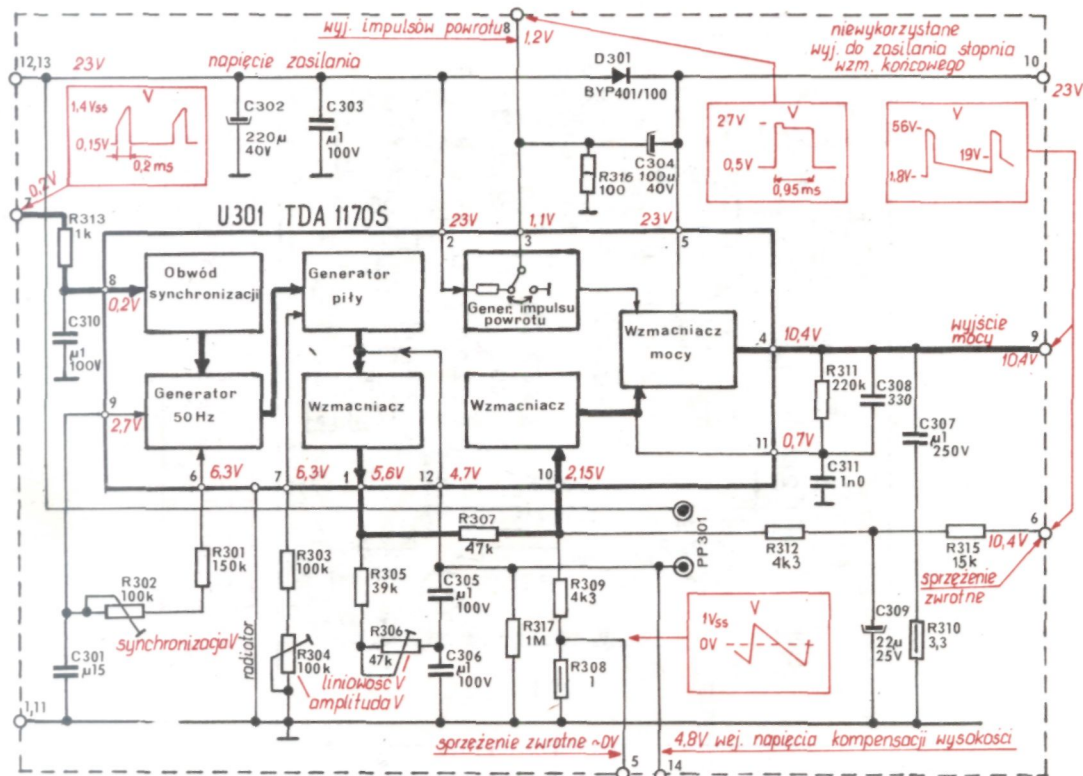 wyj. impulsów powrotu
8
1,2V
niewykorzystane
wyj. do zasilania stopnia
wzm. końcowego
10
23V
12,13
23V
napięcie zasilania
D301
BYP401/100
V
1,4Vss
0,15V
0,2ms
C302
220µ
40V
C303
µ1
100V
R316
100
C304
100u
40V
V
27V
0,5V
0,95ms
V
56V
19V
1,8V
7
0,2V
R313
1k
U301 TDA 1170S
23V
2
3
1,1V
23V
5
8
0,2V
Obwód
synchronizacji
Generator
piły
Gener. impulsu
powrotu
Wzmacniacz
mocy
4
10,4V
wyjście
mocy
9
10,4V
C310
µ1
100V
9
2,7V
Generator
50Hz
Wzmacniacz
Wzmacniacz
R311
220k
C308
330
C307
µ1
250V
11
0,7V
C311
1n0
6
6,3V
7
6,3V
1
5,6V
12
4,7V
10
2,15V
R307
47k
PP301
R312
4k3
R315
15k
6
10,4V
sprzężenie
zwrotne
R301
150k
R302
100k
synchronizacja V
C301
µ15
radiator
R303
100k
R304
100k
R305
39k
R306
47k
liniowość V
amplituda V
C305
µ1
100V
C306
µ1
100V
R317
1M
R309
4k3
R308
1
V
1Vss
0V
C309
22µ
25V
R310
3,3
1,11
sprzężenie zwrotne ~0V
5
4,8V wej. napięcia kompensacji wysokości
14